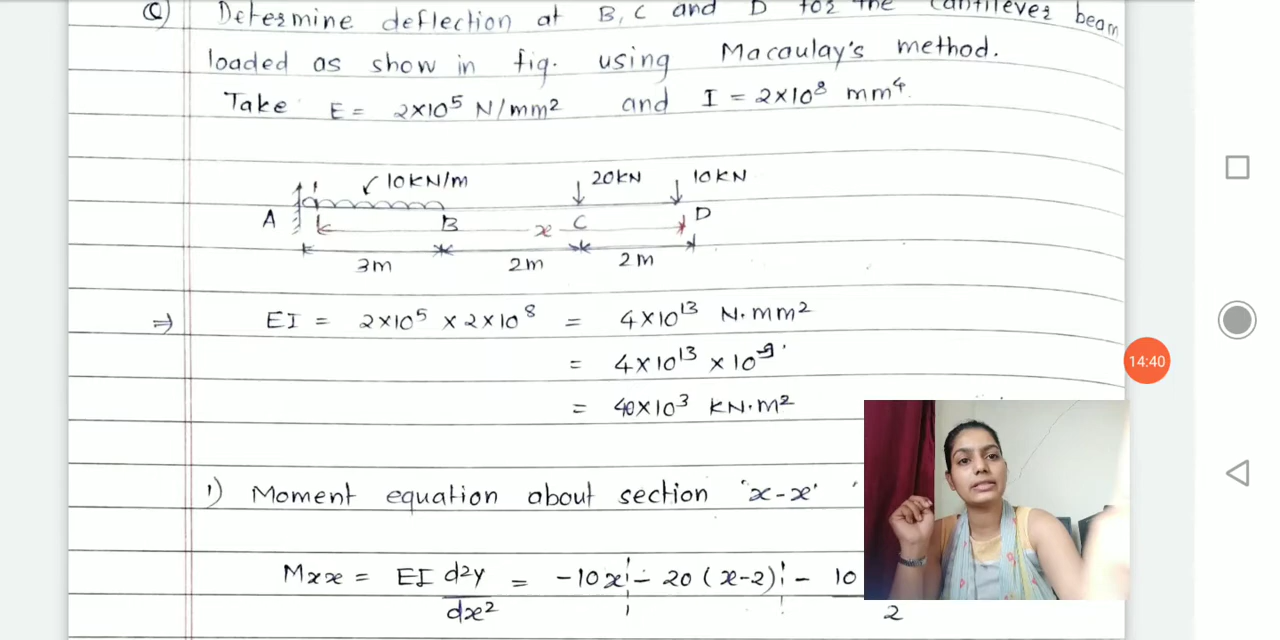 C) Determine deflection at B, C and D for the cantilever beam
loaded as show in fig. using Macaulay's method.
Take E = 2×10⁵ N/mm² and I = 2×10⁸ mm⁴.
10KN/m 20KN 10KN
A B x C D
3m 2m 2m
⇒ EI = 2×10⁵ × 2×10⁸ = 4×10¹³ N.mm²
= 4×10¹³ × 10⁻⁹
= 40×10³ KN.m²
14:40
1) Moment equation about section 'x-x'
Mxx = EI d2y/dx² = -10x - 20 (x-2) - 10
2